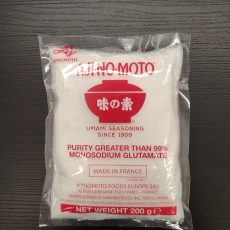 AJINOMOTO
AJI-NO-MOTO
味の素
UMAMI SEASONING
SINCE 1909
PURITY GREATER THAN 99%
MONOSODIUM GLUTAMATE
MADE IN FRANCE
AJINOMOTO FOODS EUROPE SAS
NET WEIGHT 200 g